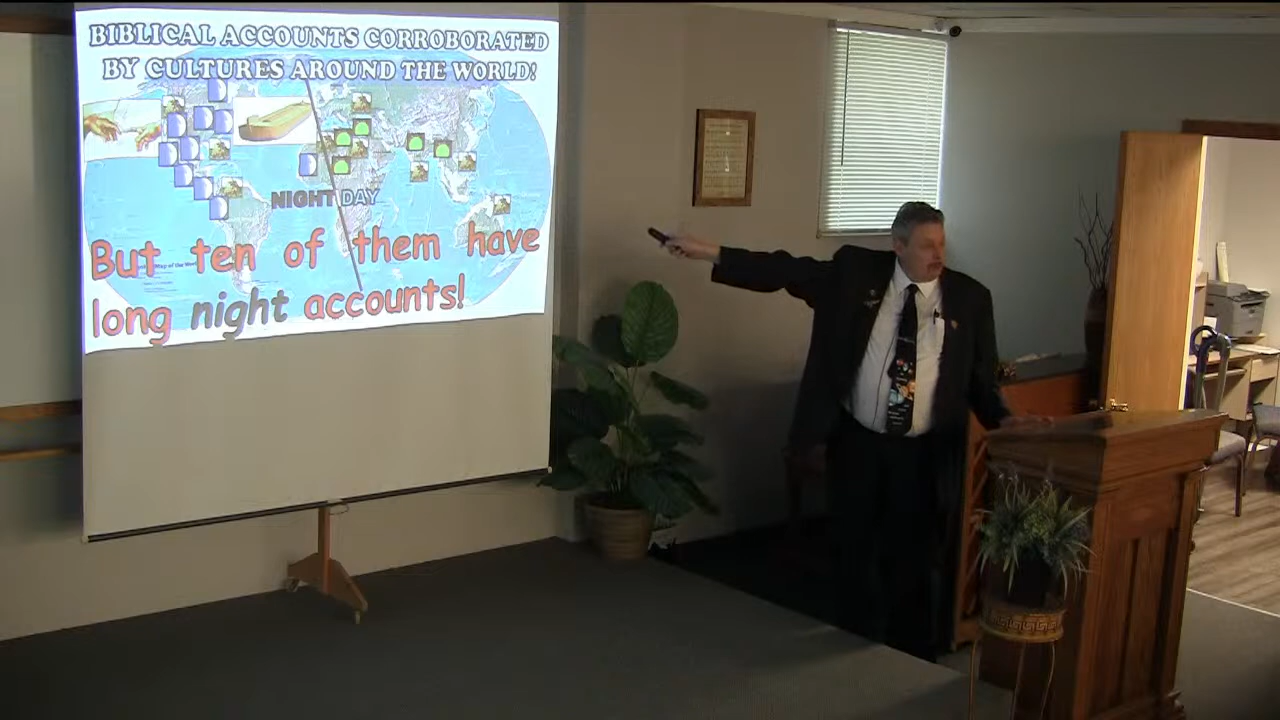 BIBLICAL ACCOUNTS CORROBORATED
BY CULTURES AROUND THE WORLD!
NIGHT DAY
But ten of them have
long night accounts!